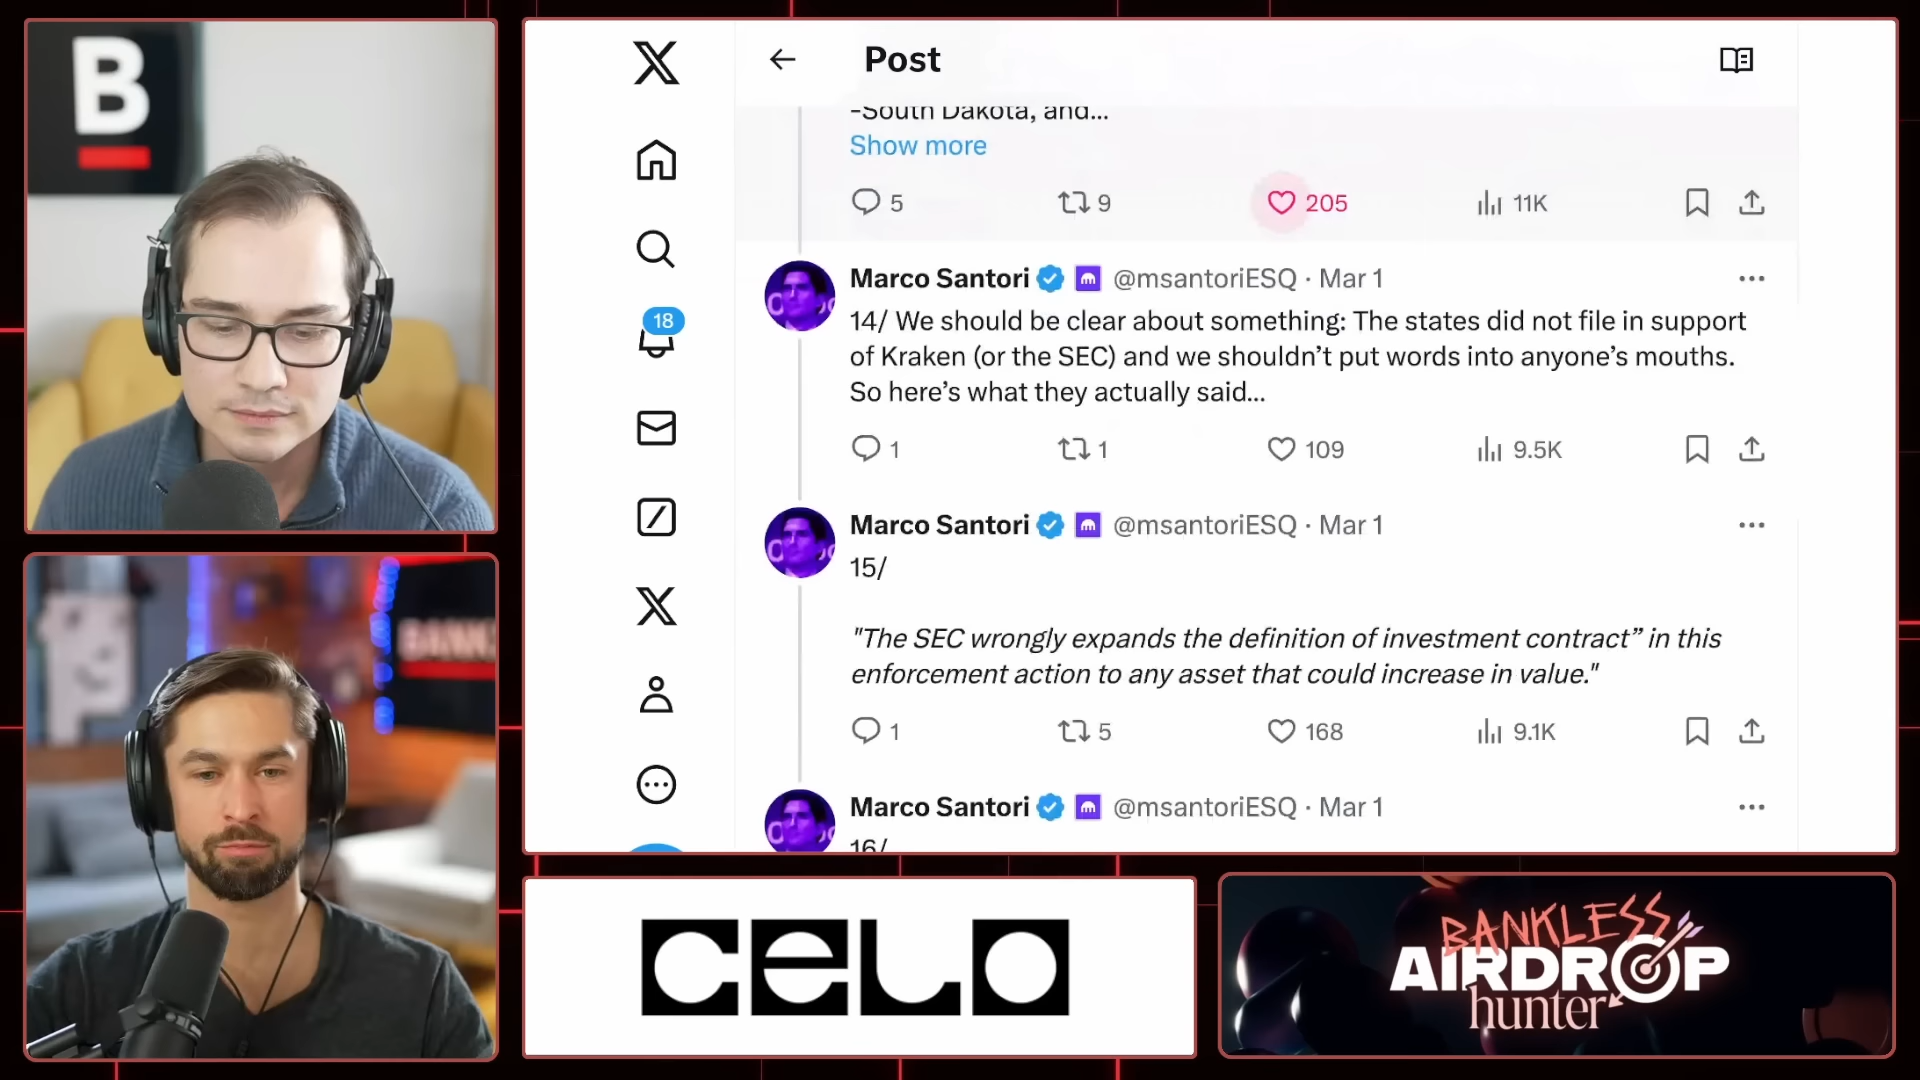 B
BANK
Post
-South Dakota, and...
Show more
5 9 205 11K
18
Marco Santori @msantoriESQ · Mar 1
14/ We should be clear about something: The states did not file in support
of Kraken (or the SEC) and we shouldn’t put words into anyone’s mouths.
So here’s what they actually said...
1 1 109 9.5K
Marco Santori @msantoriESQ · Mar 1
15/
"The SEC wrongly expands the definition of investment contract” in this
enforcement action to any asset that could increase in value."
1 5 168 9.1K
Marco Santori @msantoriESQ · Mar 1
16/
CELO
BANKLESS
AIRDROP
hunter